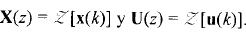 X(z) = 𝒵[x(k)] y U(z) = 𝒵[u(k)].